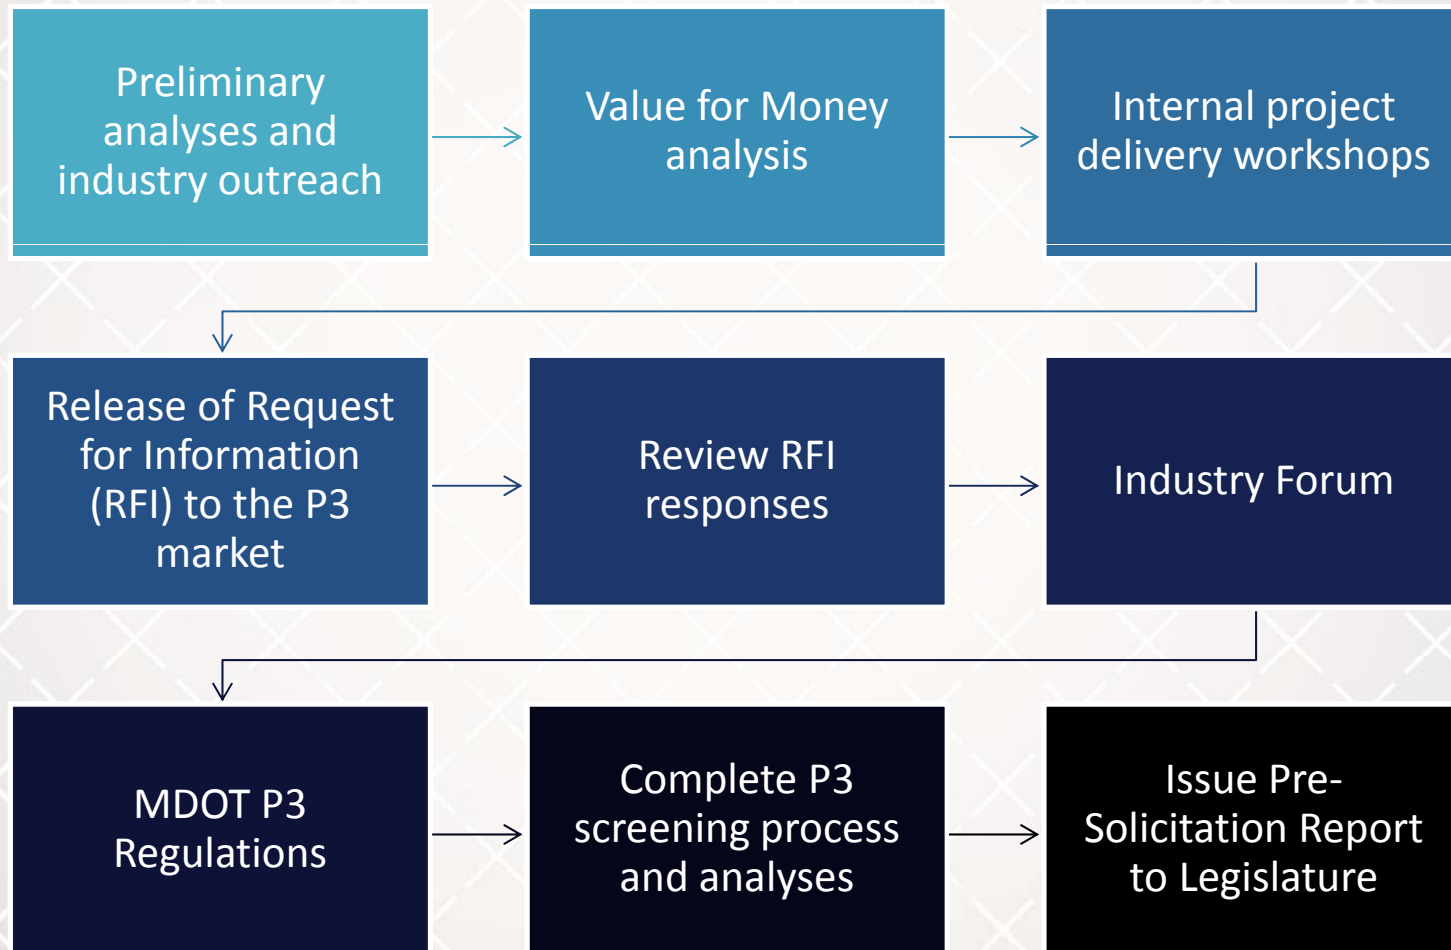 Preliminary
analyses and
industry outreach
Value for Money
analysis
Internal project
delivery workshops
Release of Request
for Information
(RFI) to the P3
market
Review RFI
responses
Industry Forum
MDOT P3
Regulations
Complete P3
screening process
and analyses
Issue Pre-
Solicitation Report
to Legislature